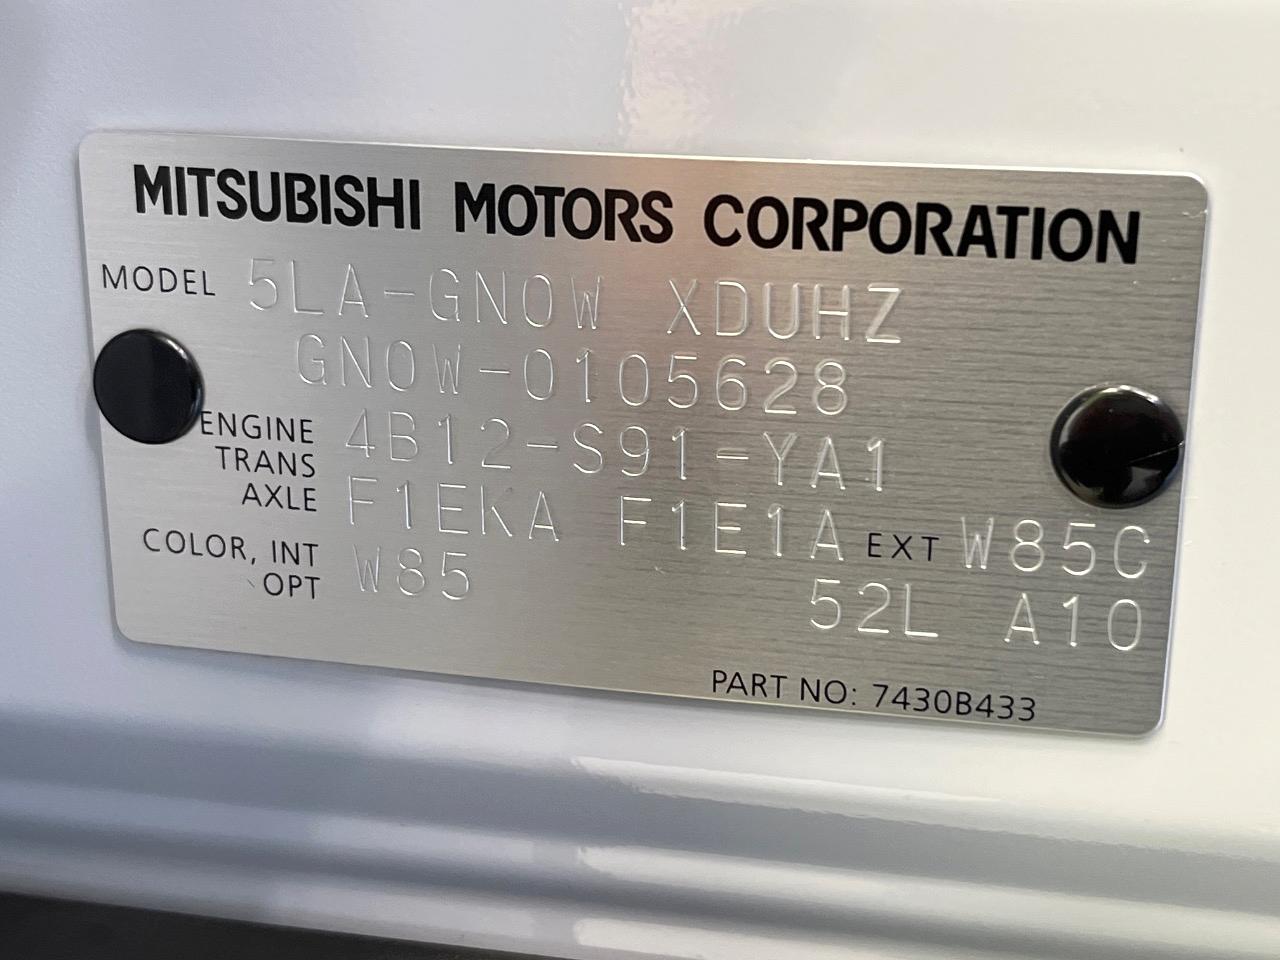 MITSUBISHI MOTORS CORPORATION
MODEL 5LA-GN0W XDUHZ
GN0W-0105628
ENGINE 4B12-S91-YA1
TRANS
AXLE F1EKA F1E1A EXT W85C
COLOR, INT W85
OPT 52L A10
PART NO: 7430B433